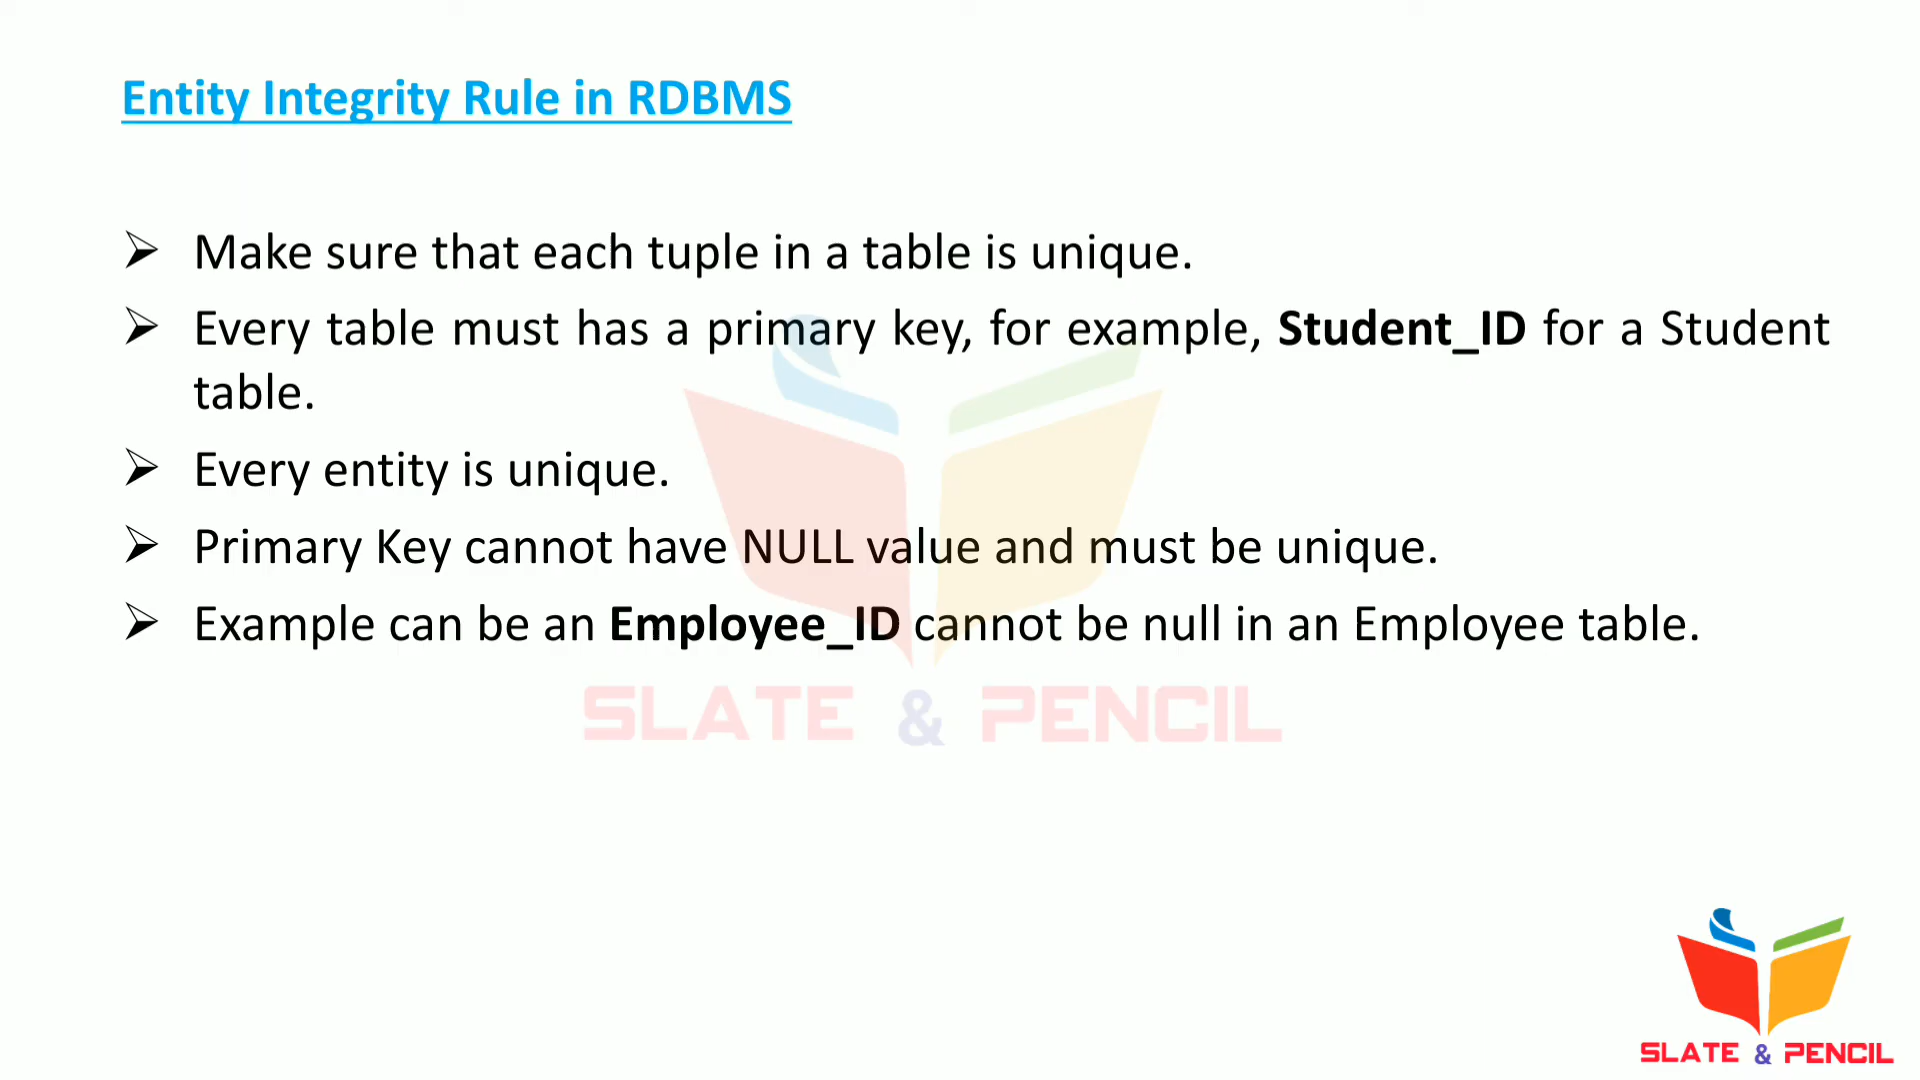 Entity Integrity Rule in RDBMS
➢ Make sure that each tuple in a table is unique.
➢ Every table must has a primary key, for example, Student_ID for a Student
table.
➢ Every entity is unique.
➢ Primary Key cannot have NULL value and must be unique.
➢ Example can be an Employee_ID cannot be null in an Employee table.
SLATE & PENCIL
SLATE & PENCIL